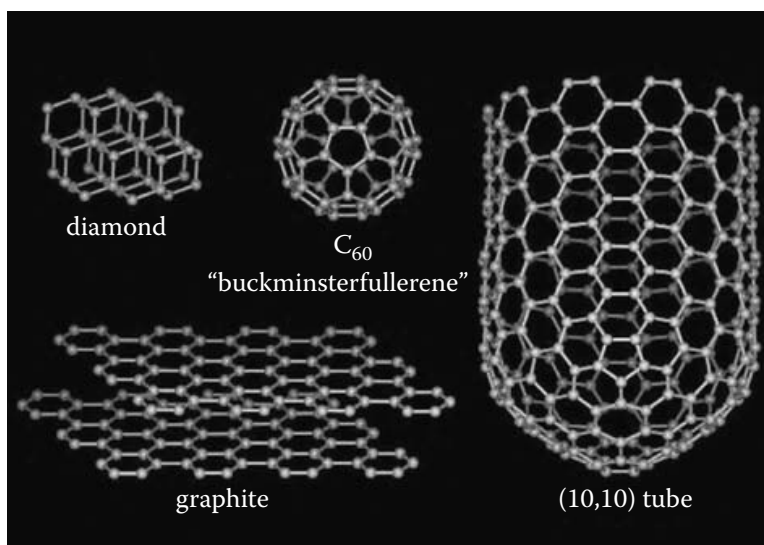 diamond
C₆₀
“buckminsterfullerene”
graphite
(10,10) tube